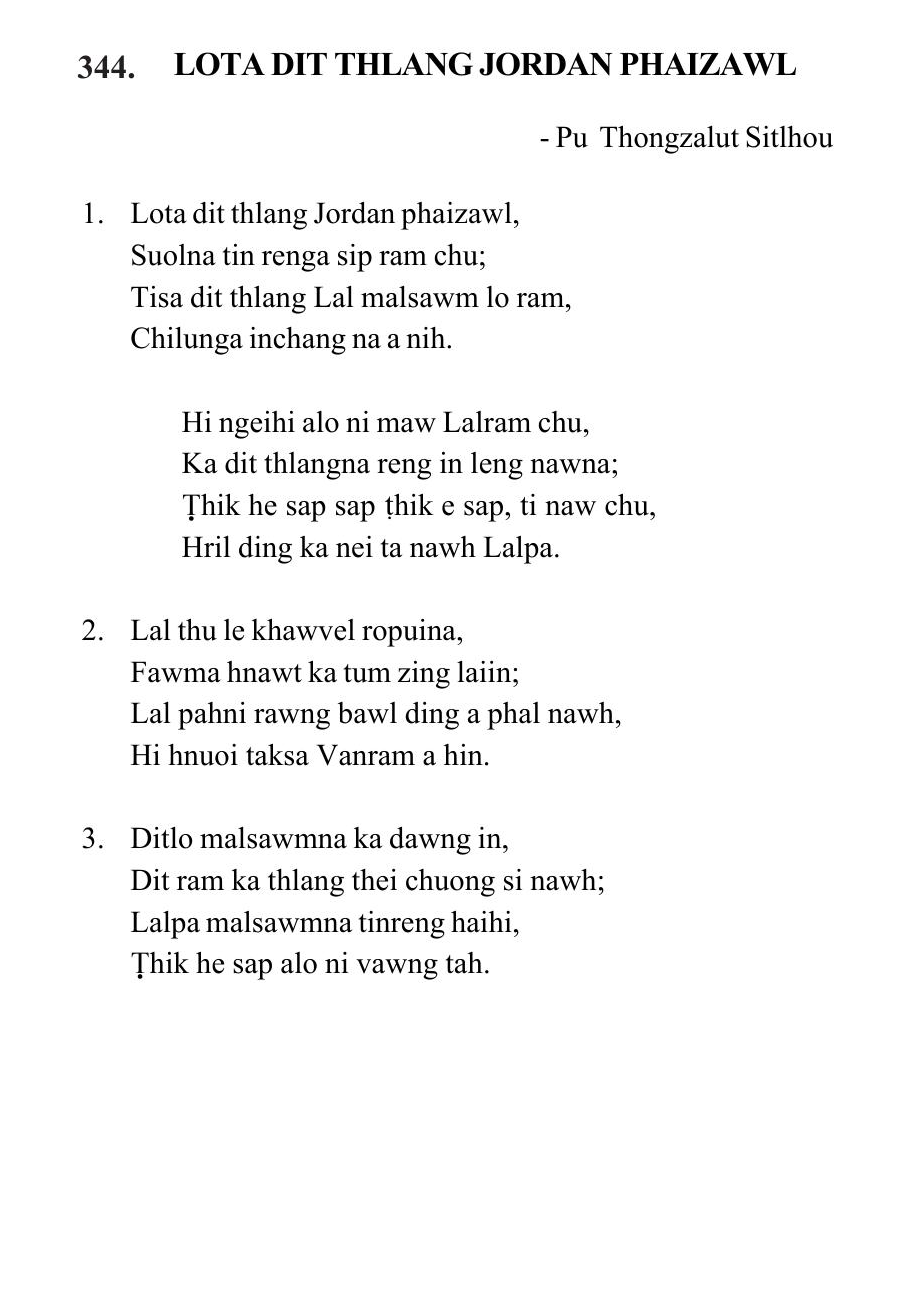 344. LOTA DIT THLANG JORDAN PHAIZAWL
- Pu Thongzalut Sitlhou
1. Lota dit thlang Jordan phaizawl,
Suolna tin renga sip ram chu;
Tisa dit thlang Lal malsawm lo ram,
Chilunga inchang na a nih.
Hi ngeihi alo ni maw Lalram chu,
Ka dit thlangna reng in leng nawna;
Ṭhik he sap sap ṭhik e sap, ti naw chu,
Hril ding ka nei ta nawh Lalpa.
2. Lal thu le khawvel ropuina,
Fawma hnawt ka tum zing laiin;
Lal pahni rawng bawl ding a phal nawh,
Hi hnuoi taksa Vanram a hin.
3. Ditlo malsawmna ka dawng in,
Dit ram ka thlang thei chuong si nawh;
Lalpa malsawmna tinreng haihi,
Ṭhik he sap alo ni vawng tah.